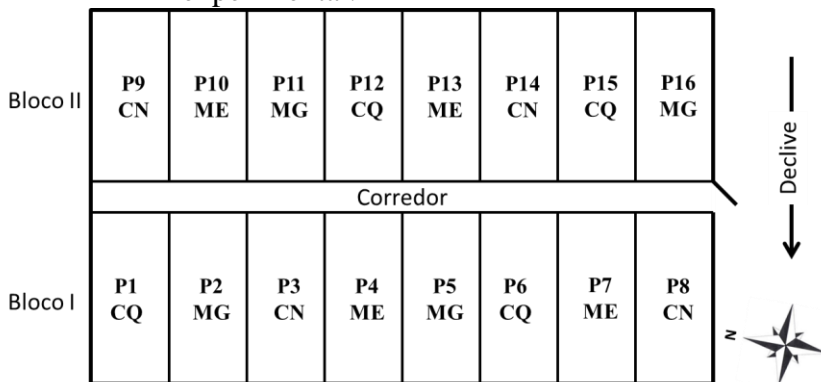 Bloco II
P9 P10 P11 P12 P13 P14 P15 P16
CN ME MG CQ ME CN CQ MG
Declive
Corredor
Bloco I
P1 P2 P3 P4 P5 P6 P7 P8
CQ MG CN ME MG CQ ME CN
N